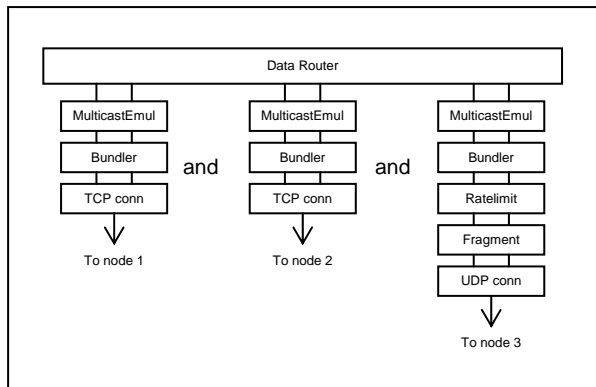 Data Router
MulticastEmul
Bundler
TCP conn
To node 1
and
MulticastEmul
Bundler
TCP conn
To node 2
and
MulticastEmul
Bundler
Ratelimit
Fragment
UDP conn
To node 3